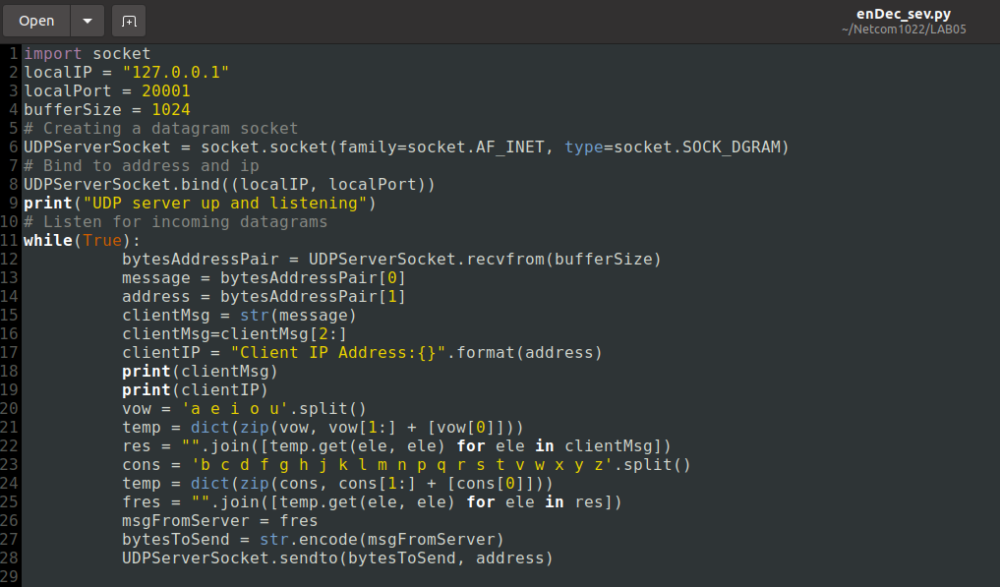 Open
enDec_sev.py
~/Netcom1022/LAB05
1 import socket
2 localIP = "127.0.0.1"
3 localPort = 20001
4 bufferSize = 1024
5 # Creating a datagram socket
6 UDPServerSocket = socket.socket(family=socket.AF_INET, type=socket.SOCK_DGRAM)
7 # Bind to address and ip
8 UDPServerSocket.bind((localIP, localPort))
9 print("UDP server up and listening")
10 # Listen for incoming datagrams
11 while(True):
12 bytesAddressPair = UDPServerSocket.recvfrom(bufferSize)
13 message = bytesAddressPair[0]
14 address = bytesAddressPair[1]
15 clientMsg = str(message)
16 clientMsg=clientMsg[2:]
17 clientIP = "Client IP Address:{}".format(address)
18 print(clientMsg)
19 print(clientIP)
20 vow = 'a e i o u'.split()
21 temp = dict(zip(vow, vow[1:] + [vow[0]]))
22 res = "".join([temp.get(ele, ele) for ele in clientMsg])
23 cons = 'b c d f g h j k l m n p q r s t v w x y z'.split()
24 temp = dict(zip(cons, cons[1:] + [cons[0]]))
25 fres = "".join([temp.get(ele, ele) for ele in res])
26 msgFromServer = fres
27 bytesToSend = str.encode(msgFromServer)
28 UDPServerSocket.sendto(bytesToSend, address)
29